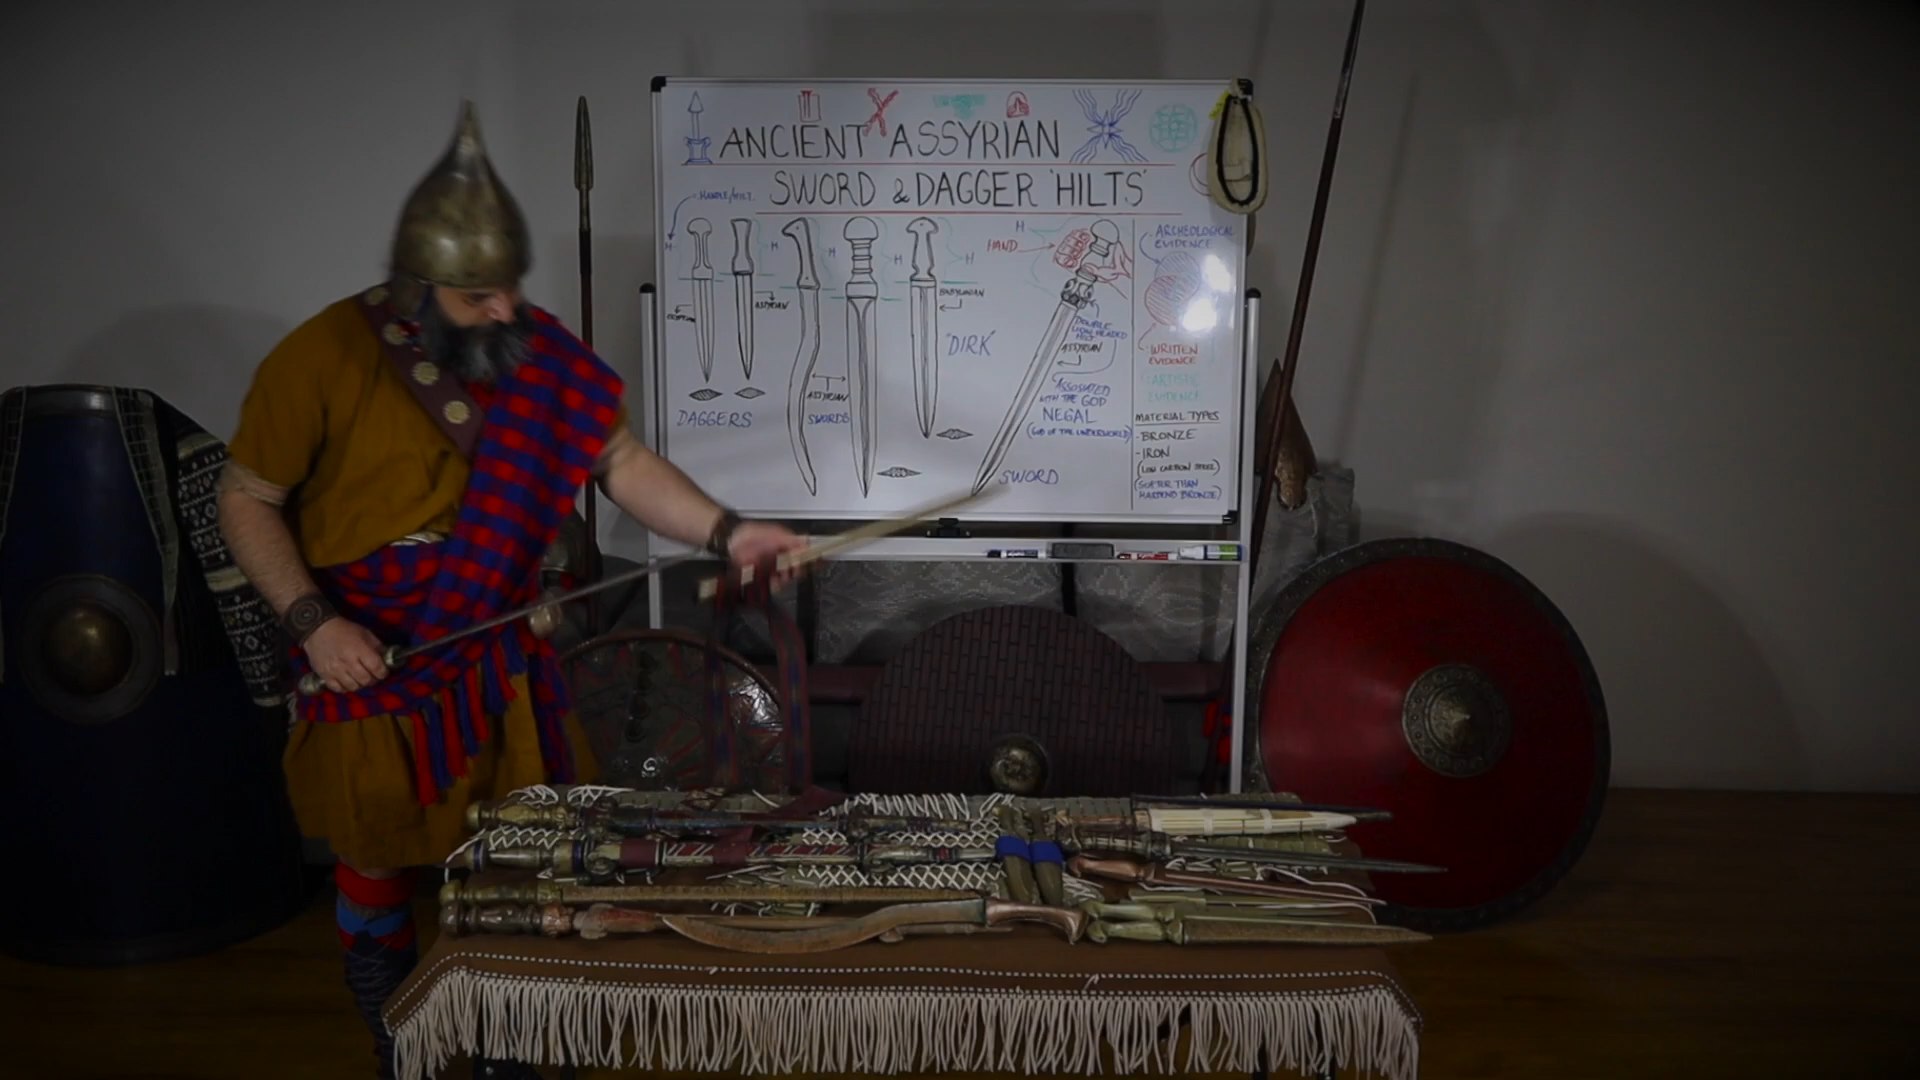 ANCIENT ASSYRIAN
SWORD & DAGGER 'HILTS'
HANDLE/HILT
H
H
H
H
H
H
HAND
EGYPTIAN
ASSYRIAN
ASSYRIAN
BABYLONIAN
"DIRK"
DAGGERS
SWORDS
DOUBLE
LION-HEADED
HILT
ASSYRIAN
ASSOSIATED
WITH THE GOD
NEGAL
(GOD OF THE UNDERWORLD)
SWORD
ARCHEOLOGICAL
EVIDENCE
WRITTEN
EVIDENCE
ARTISTIC
EVIDENCE
MATERIAL TYPES
- BRONZE
- IRON
(LOW CARBON STEEL)
(SOFTER THAN
HARDEND BRONZE)